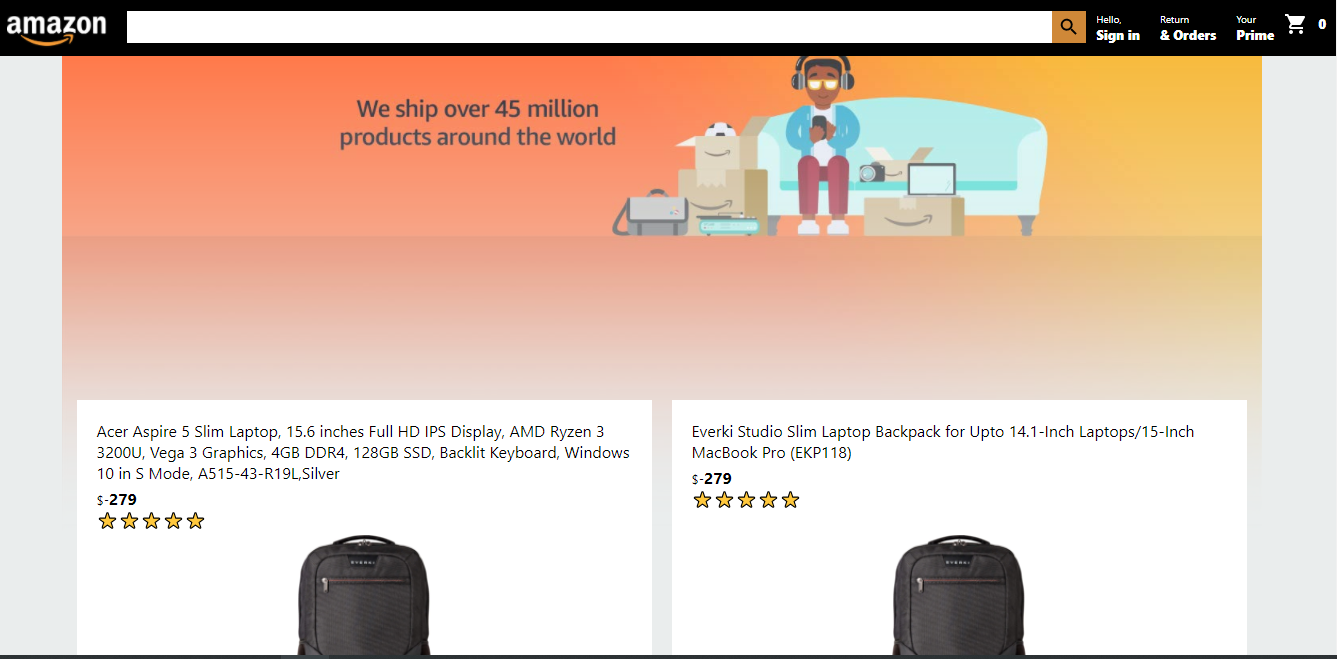 amazon
Hello,
Sign in
Return
& Orders
Your
Prime
0
We ship over 45 million
products around the world
Acer Aspire 5 Slim Laptop, 15.6 inches Full HD IPS Display, AMD Ryzen 3
3200U, Vega 3 Graphics, 4GB DDR4, 128GB SSD, Backlit Keyboard, Windows
10 in S Mode, A515-43-R19L,Silver
$-279
EVERKI
Everki Studio Slim Laptop Backpack for Upto 14.1-Inch Laptops/15-Inch
MacBook Pro (EKP118)
$-279
EVERKI